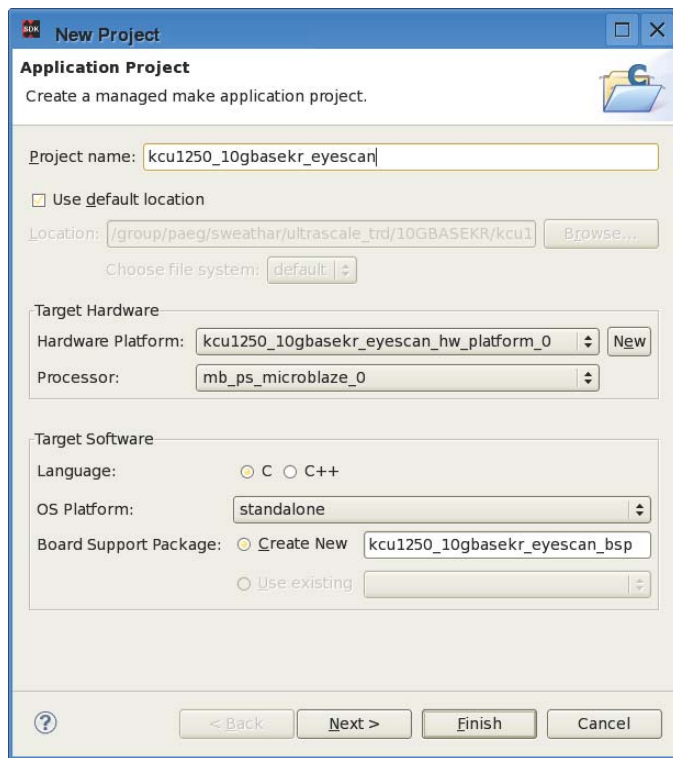 SDK New Project
Application Project
Create a managed make application project.
Project name: kcu1250_10gbasekr_eyescan
Use default location
Location: /group/paeg/sweathar/ultrascale_trd/10GBASEKR/kcu1 Browse...
Choose file system: default
Target Hardware
Hardware Platform: kcu1250_10gbasekr_eyescan_hw_platform_0 New
Processor: mb_ps_microblaze_0
Target Software
Language: C C++
OS Platform: standalone
Board Support Package: Create New kcu1250_10gbasekr_eyescan_bsp
Use existing
? < Back Next > Finish Cancel